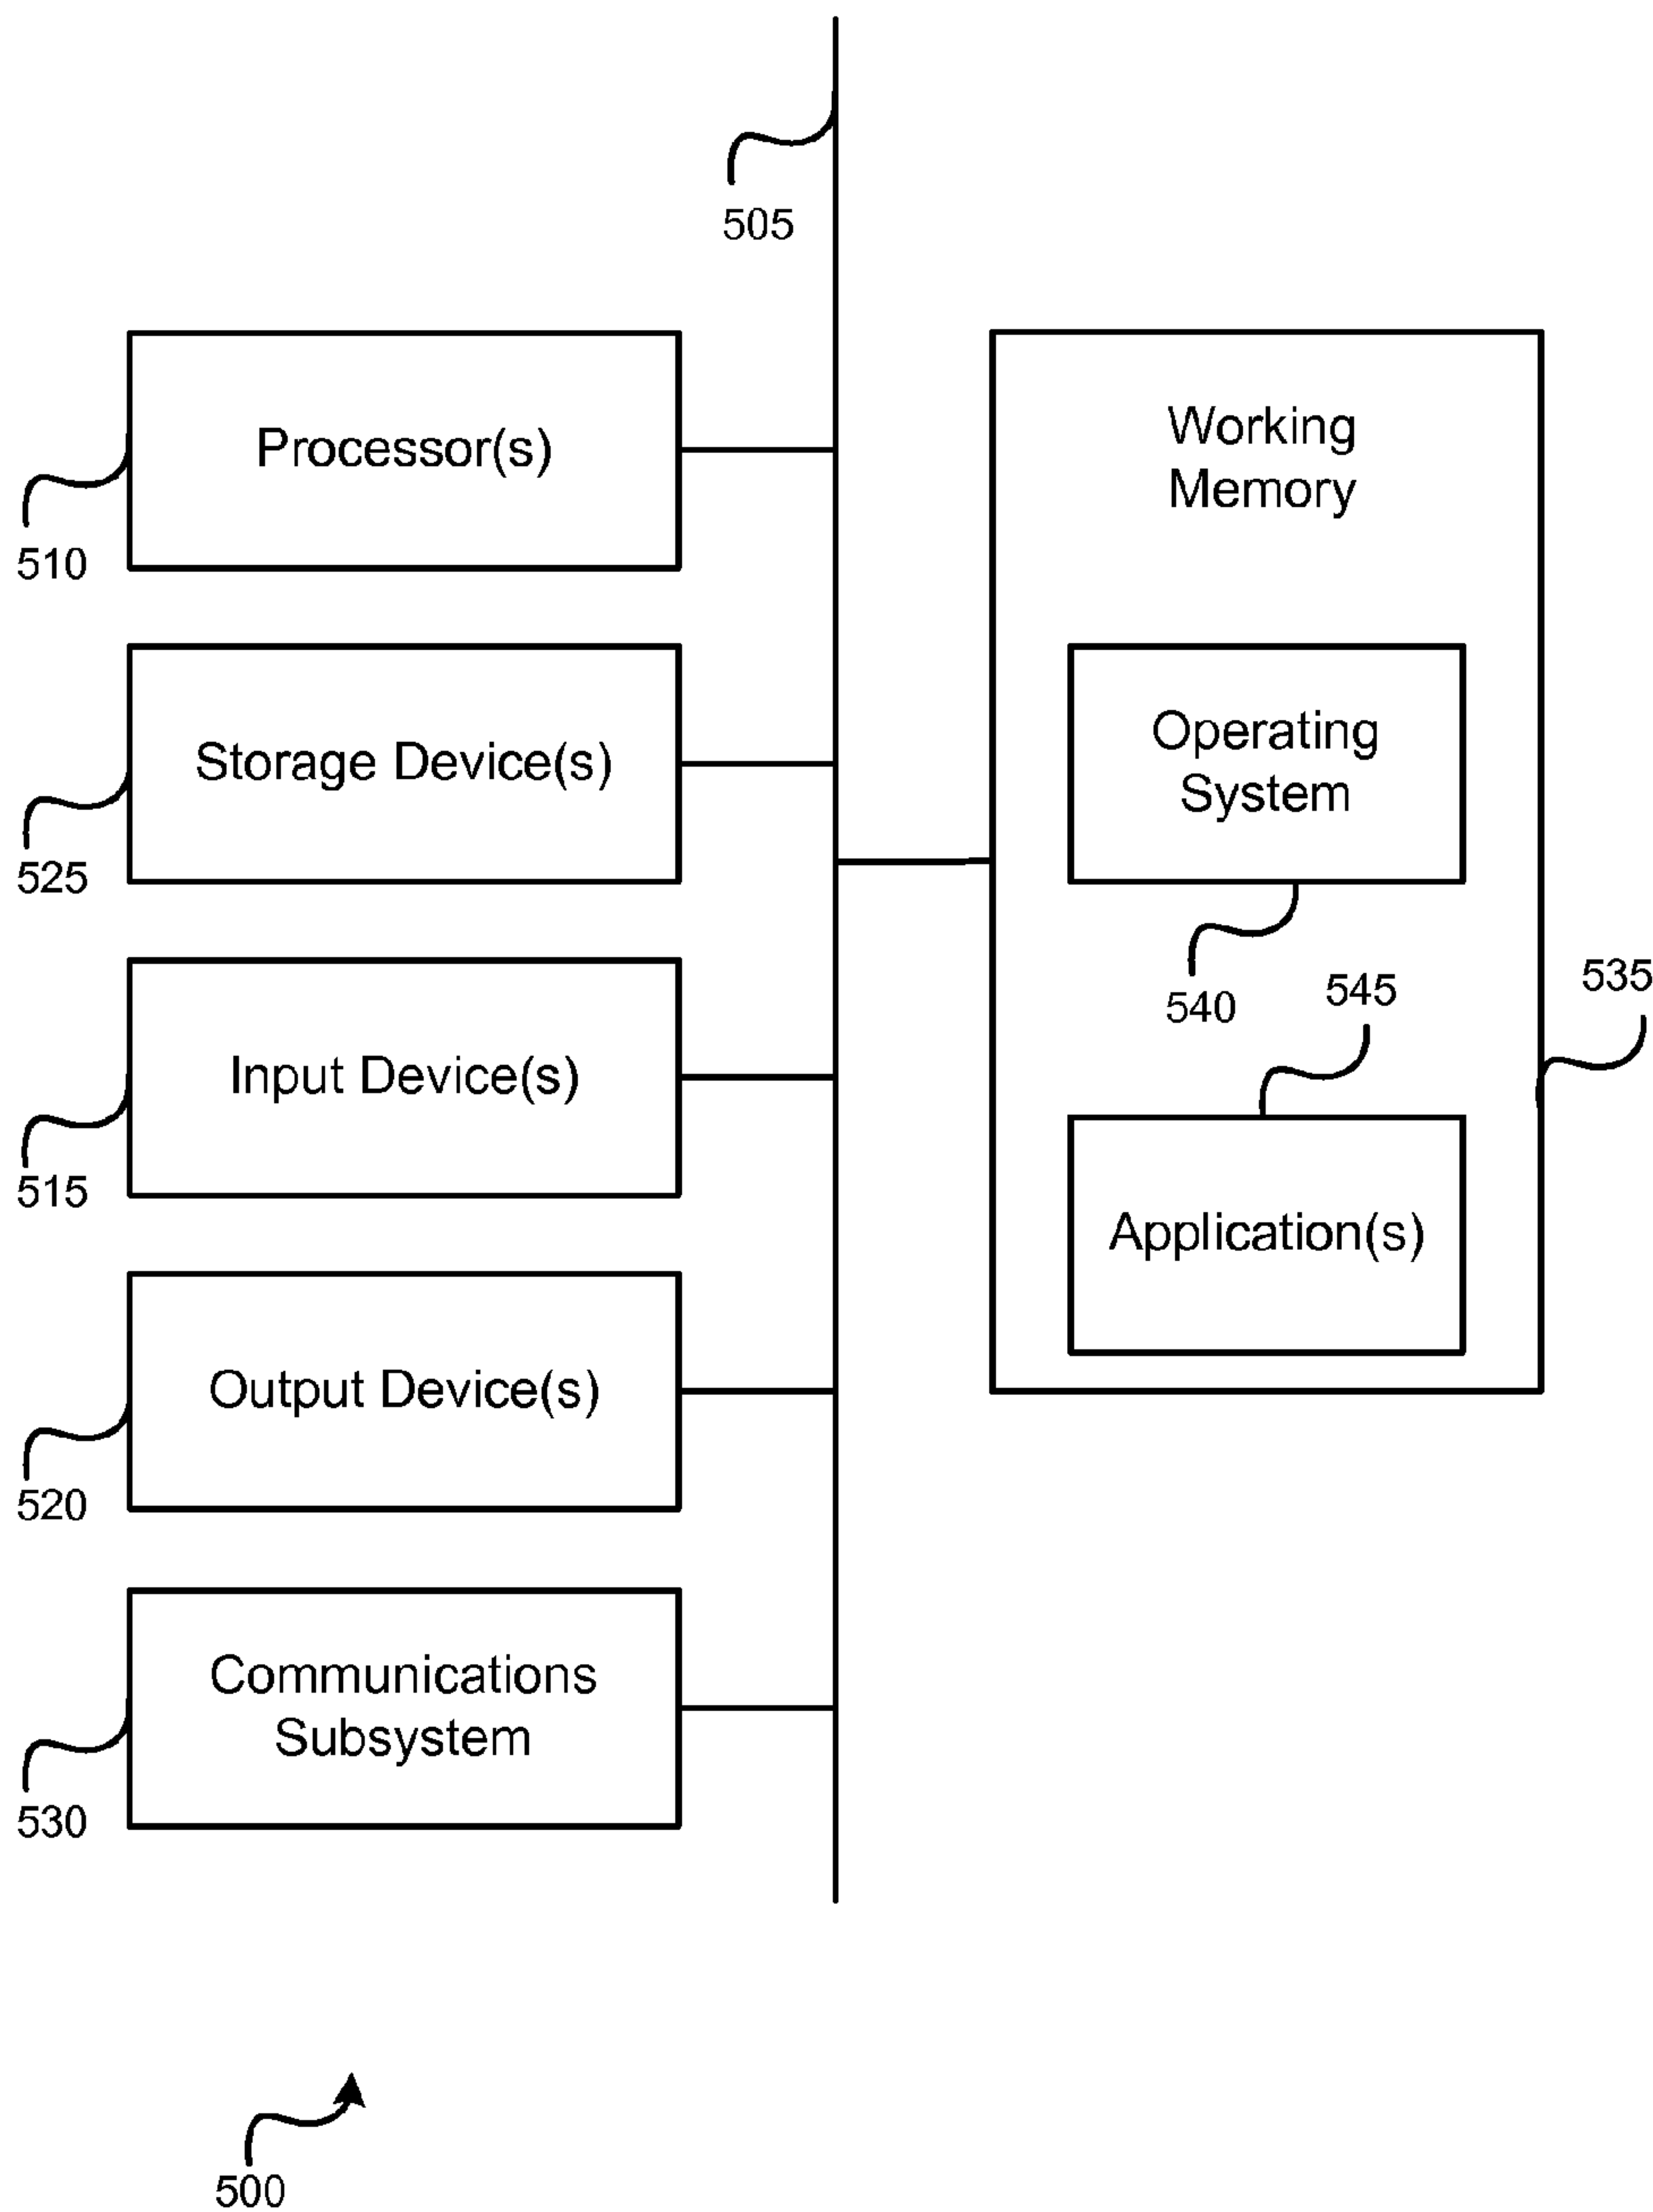 505
Processor(s)
510
Storage Device(s)
525
Input Device(s)
515
Output Device(s)
520
Communications
Subsystem
530
Working
Memory
Operating
System
540
545
535
Application(s)
500